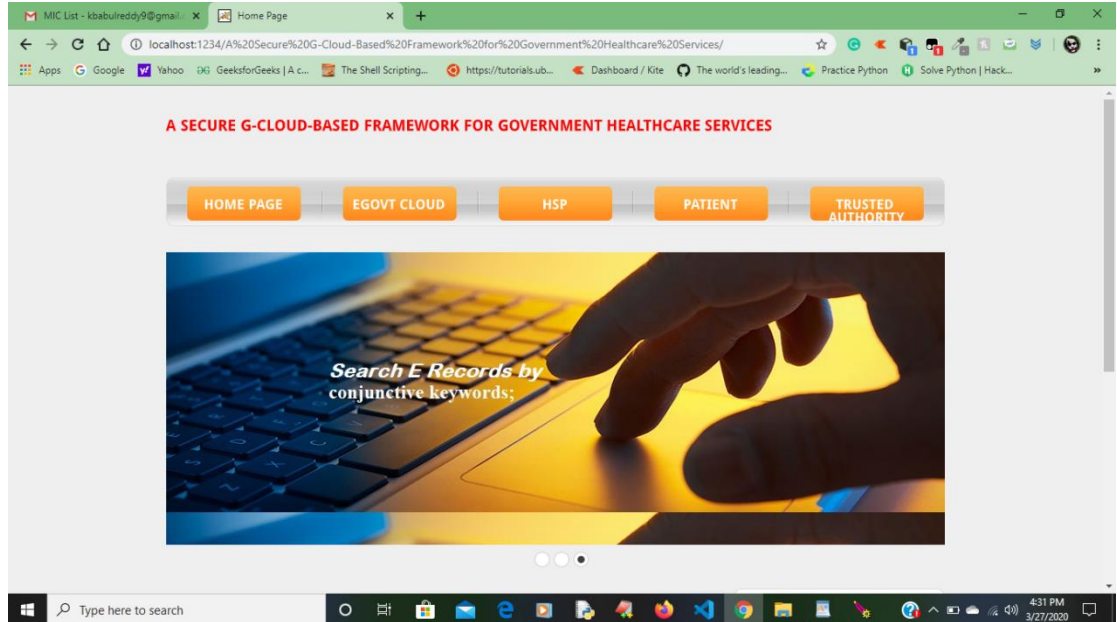 MIC List - kbabulreddy9@gmail.c
Home Page
localhost:1234/A%20Secure%20G-Cloud-Based%20Framework%20for%20Government%20Healthcare%20Services/
Apps Google Yahoo GeeksforGeeks | A c... The Shell Scripting... https://tutorials.ub... Dashboard / Kite The world's leading... Practice Python Solve Python | Hack...
A SECURE G-CLOUD-BASED FRAMEWORK FOR GOVERNMENT HEALTHCARE SERVICES
HOME PAGE EGOVT CLOUD HSP PATIENT TRUSTED
AUTHORITY
Search E Records by
conjunctive keywords;
Type here to search
4:31 PM
3/27/2020